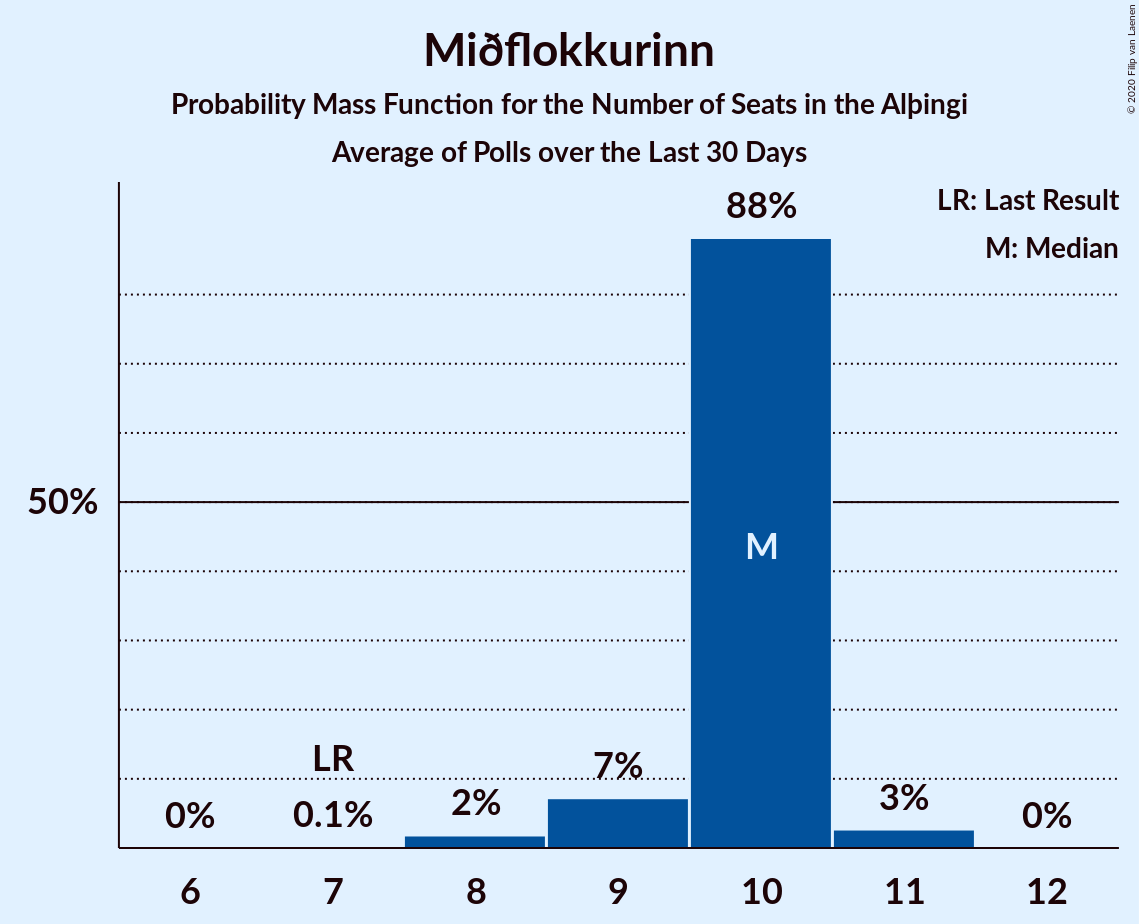 Miðflokkurinn
Probability Mass Function for the Number of Seats in the Alþingi
Average of Polls over the Last 30 Days
© 2020 Filip van Laenen
LR: Last Result
M: Median
88%
50%
M
LR
7%
0%
0.1%
2%
3%
0%
6
7
8
9
10
11
12